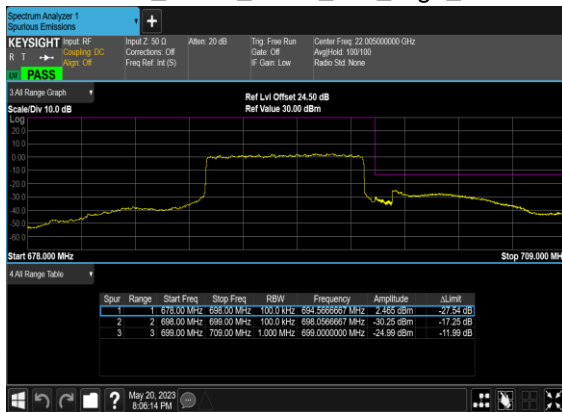 Spectrum Analyzer 1
Spurious Emissions
KEYSIGHT Input: RF Input Z: 50 Ω Atten: 20 dB Trig: Free Run Center Freq: 22.005000000 GHz
R T Coupling: DC Corrections: Off Gate: Off Avg|Hold: 100/100
Align: Off Freq Ref: Int (S) IF Gain: Low Radio Std: None
PASS
3 All Range Graph
Ref Lvl Offset 24.50 dB
Scale/Div 10.0 dB Ref Value 30.00 dBm
Log
20.0
10.0
0.00
-10.0
-20.0
-30.0
-40.0
-50.0
-60.0
Start 678.000 MHz Stop 709.000 MH
4 All Range Table
Spur Range Start Freq Stop Freq RBW Frequency Amplitude ΔLimit
1 1 678.00 MHz 698.00 MHz 100.0 kHz 694.5666667 MHz 2.465 dBm -27.54 dB
2 2 698.00 MHz 699.00 MHz 100.0 kHz 698.0566667 MHz -30.25 dBm -17.25 dB
3 3 699.00 MHz 709.00 MHz 1.000 MHz 699.0000000 MHz -24.99 dBm -11.99 dB
? May 20, 2023
8:06:14 PM